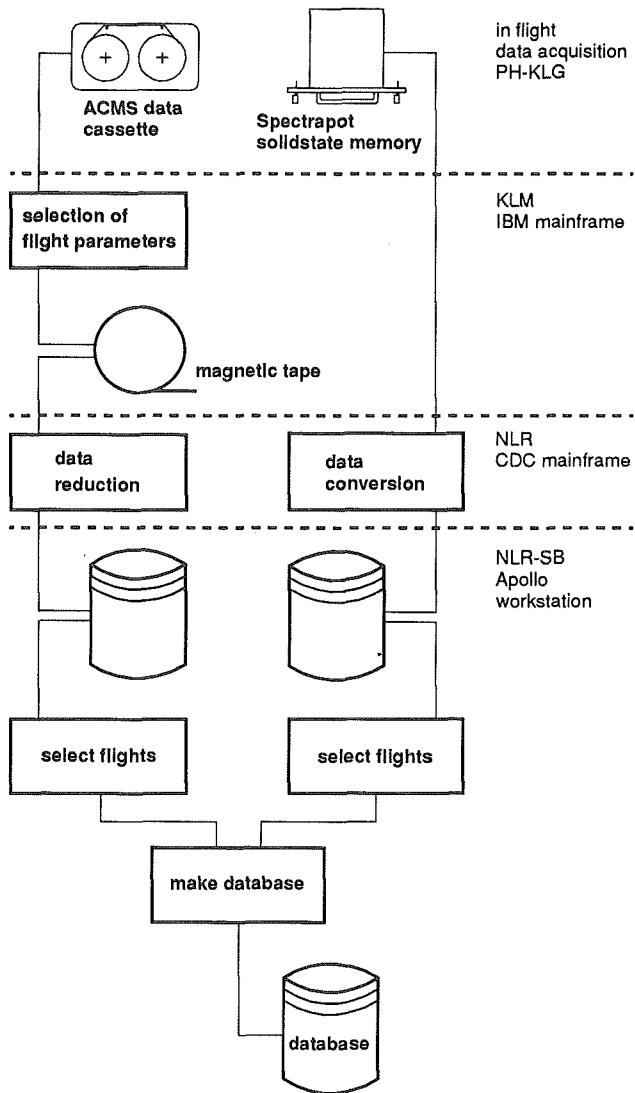 in flight
data acquisition
PH-KLG
ACMS data
cassette
Spectrapot
solidstate memory
KLM
IBM mainframe
selection of
flight parameters
magnetic tape
NLR
CDC mainframe
data
reduction
data
conversion
NLR-SB
Apollo
workstation
select flights
select flights
make database
database